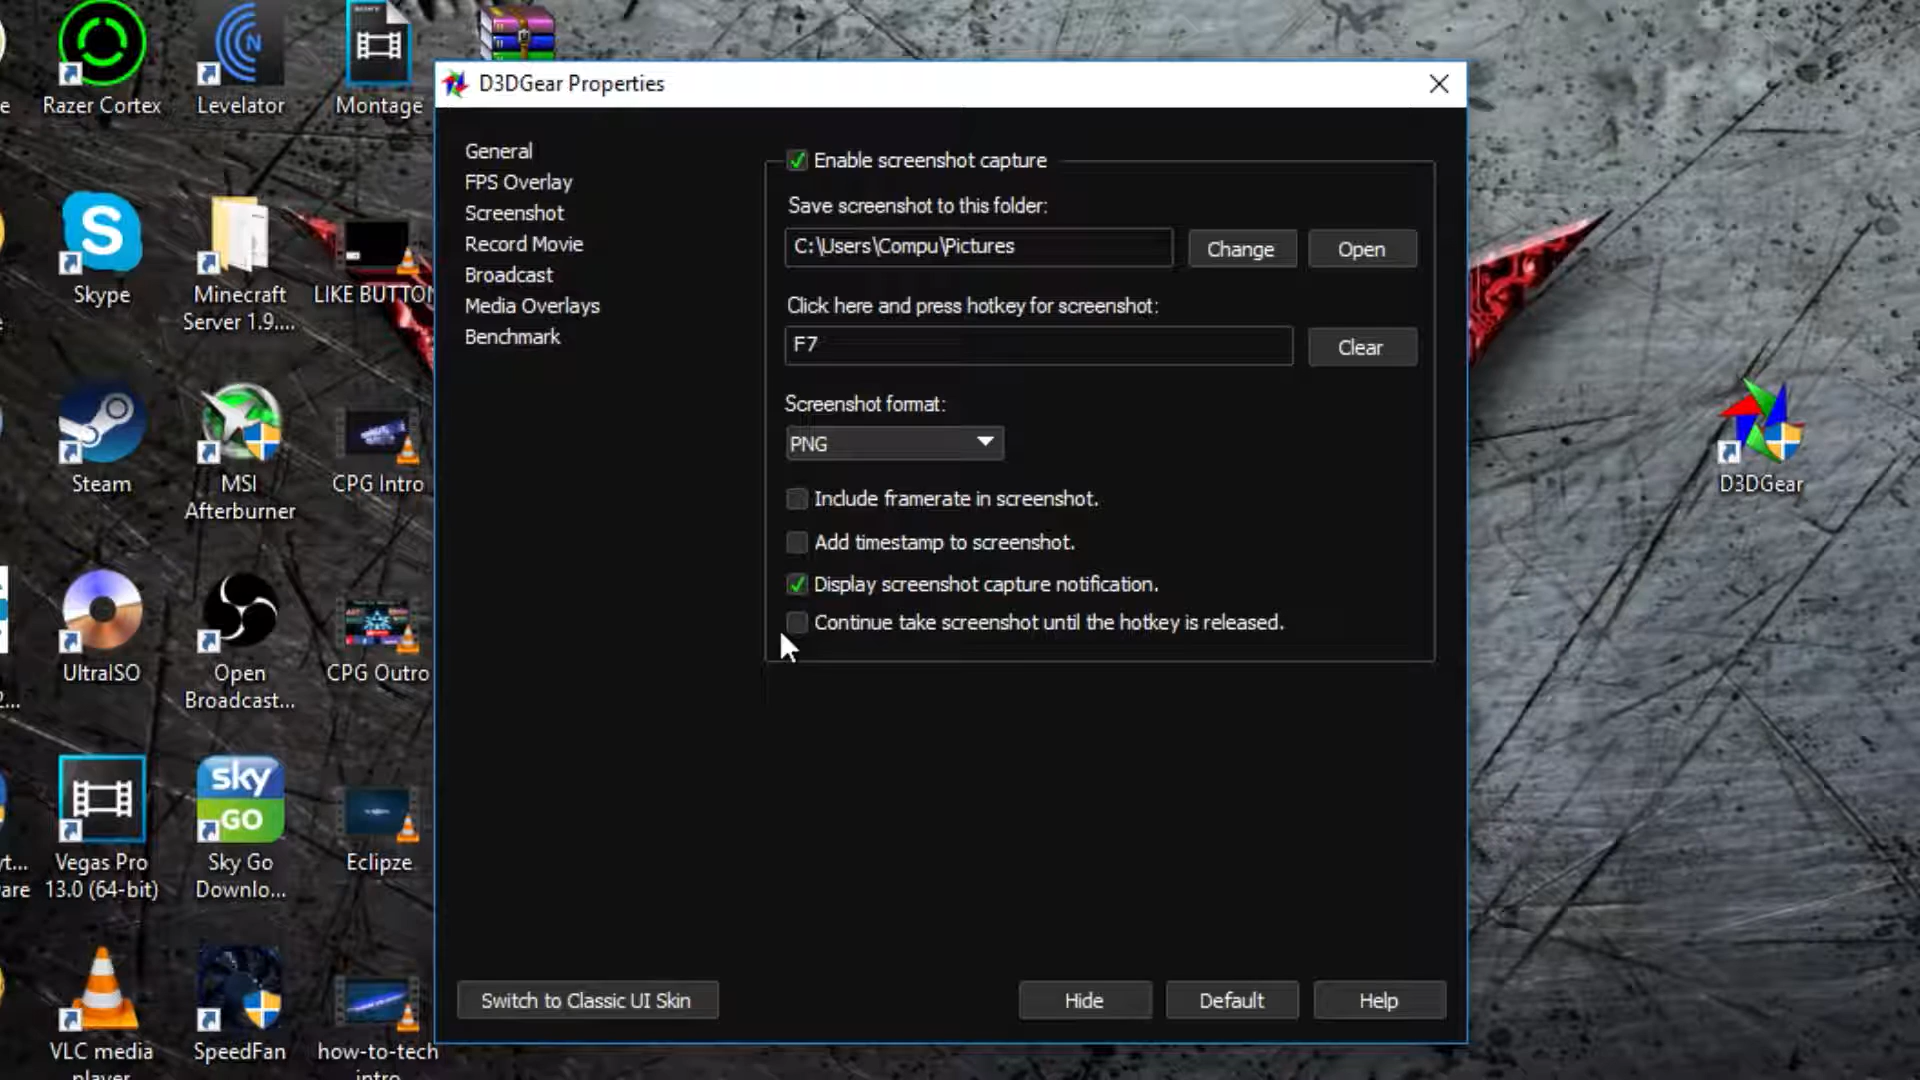 Razer Cortex
Levelator
Montage
Skype
Minecraft
Server 1.9....
LIKE BUTTON
Steam
MSI
Afterburner
CPG Intro
UltraISO
Open
Broadcast...
CPG Outro
Vegas Pro
13.0 (64-bit)
sky
GO
Sky Go
Downlo...
Eclipze
VLC media
player
SpeedFan
how-to-tech
intro
D3DGear Properties
General
FPS Overlay
Screenshot
Record Movie
Broadcast
Media Overlays
Benchmark
Enable screenshot capture
Save screenshot to this folder:
C:\Users\Compu\Pictures
Change
Open
Click here and press hotkey for screenshot:
F7
Clear
Screenshot format:
PNG
Include framerate in screenshot.
Add timestamp to screenshot.
Display screenshot capture notification.
Continue take screenshot until the hotkey is released.
Switch to Classic UI Skin
Hide
Default
Help
D3DGear